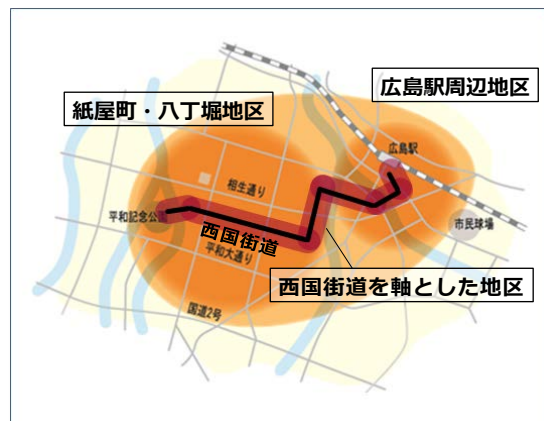 広島駅周辺地区
紙屋町・八丁堀地区
広島駅
相生通り
平和記念公園
西国街道
平和大通り
市民球場
西国街道を軸とした地区
国道2号